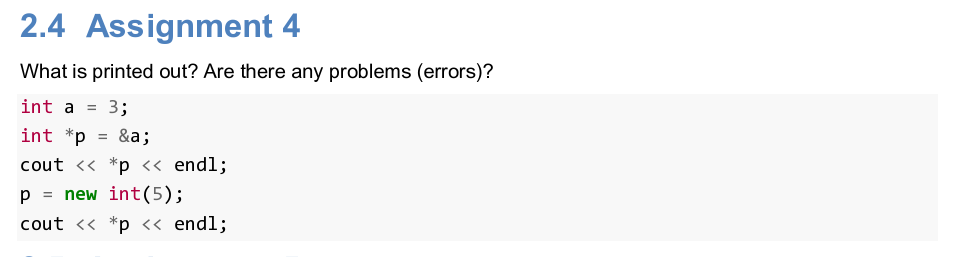 2.4 Assignment 4
What is printed out? Are there any problems (errors)?
int a = 3;
int *p = &a;
cout << *p << endl;
p = new int(5);
cout << *p << endl;